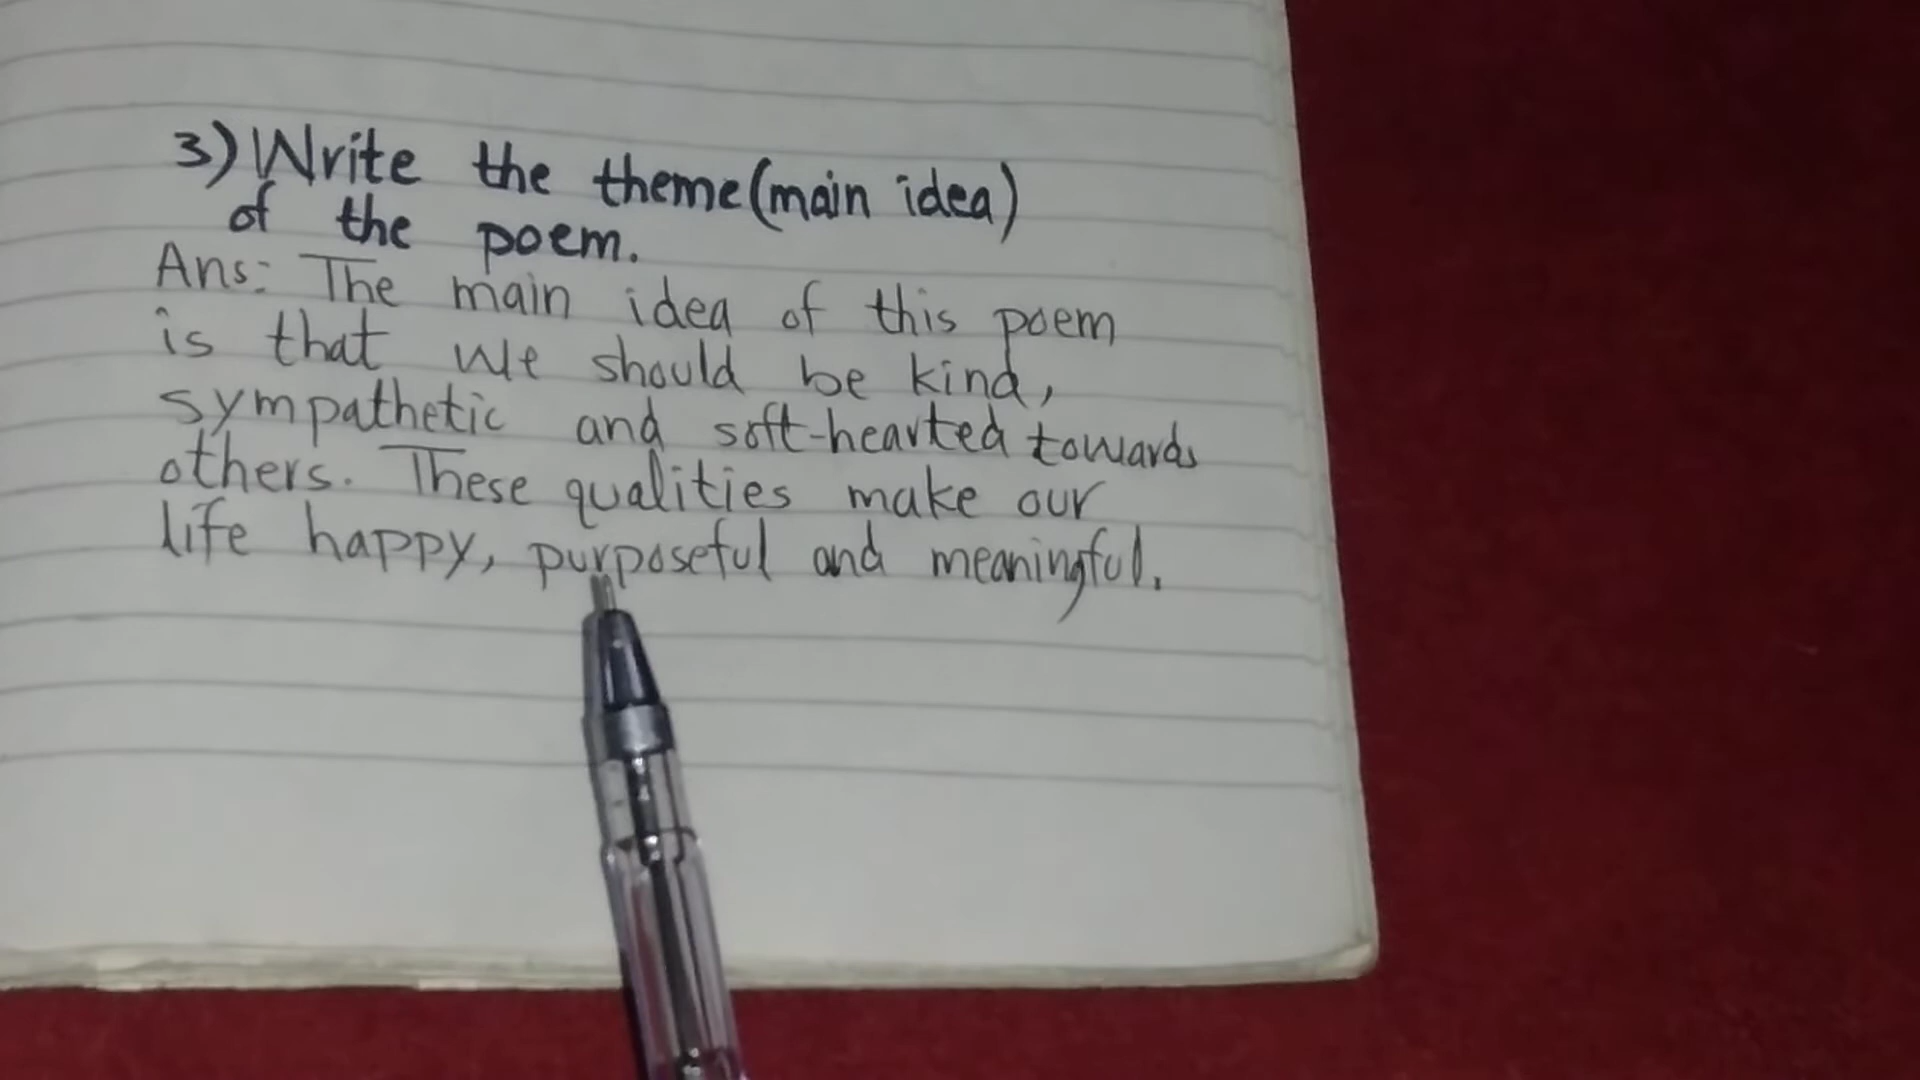 3) Write the theme (main idea)
of the poem.
Ans: The main idea of this poem
is that we should be kind,
sympathetic and soft-hearted towards
others. These qualities make our
life happy, purposeful and meaningful.